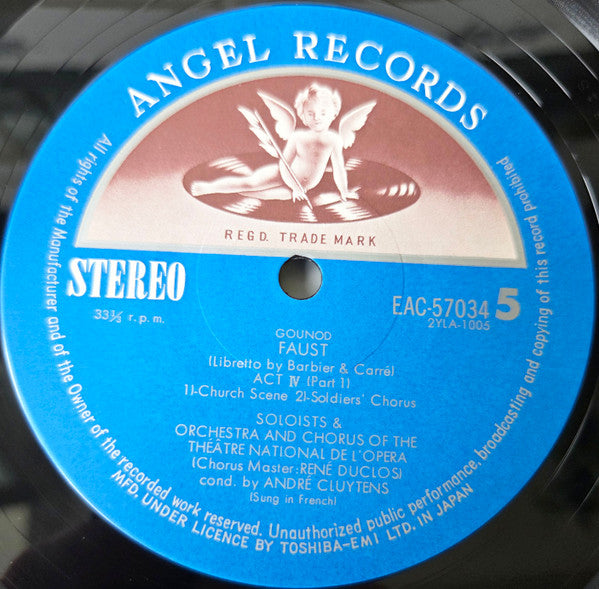 ANGEL RECORDS
REGD. TRADE MARK
STEREO
33⅓ r.p.m.
EAC-57034 5
2YLA-1005
GOUNOD
FAUST
(Libretto by Barbier & Carré)
ACT Ⅳ (Part 1)
1)-Church Scene 2)-Soldiers' Chorus
SOLOISTS &
ORCHESTRA AND CHORUS OF THE
THÉÂTRE NATIONAL DE L'OPERA
(Chorus Master: RENÉ DUCLOS)
cond. by ANDRÉ CLUYTENS
(Sung in French)
All rights of the Manufacturer and of the Owner of the recorded work reserved. Unauthorized public performance, broadcasting and copying of this record prohibited
MFD. UNDER LICENCE BY TOSHIBA-EMI LTD. IN JAPAN